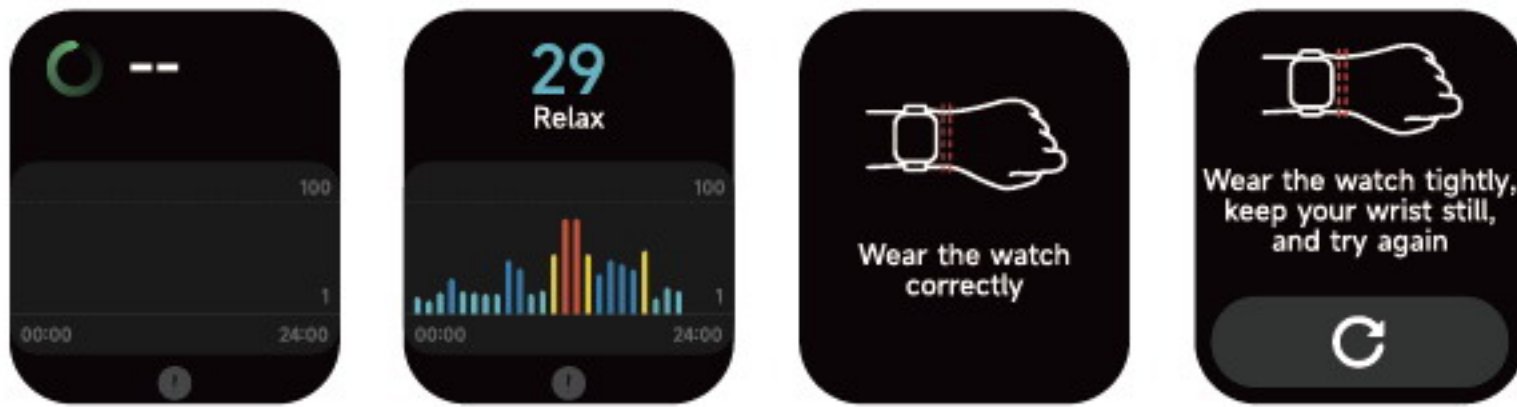 --
100
1
00:00 24:00
29
Relax
100
1
00:00 24:00
Wear the watch
correctly
Wear the watch tightly,
keep your wrist still,
and try again